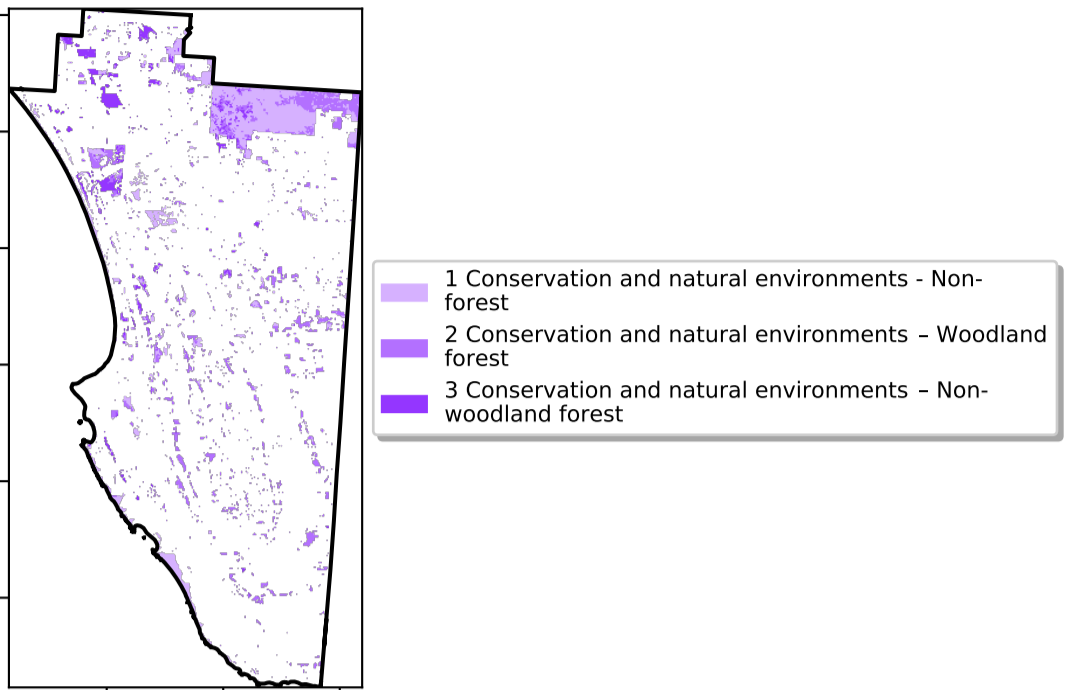 1 Conservation and natural environments - Non-
forest
2 Conservation and natural environments – Woodland
forest
3 Conservation and natural environments – Non-
woodland forest